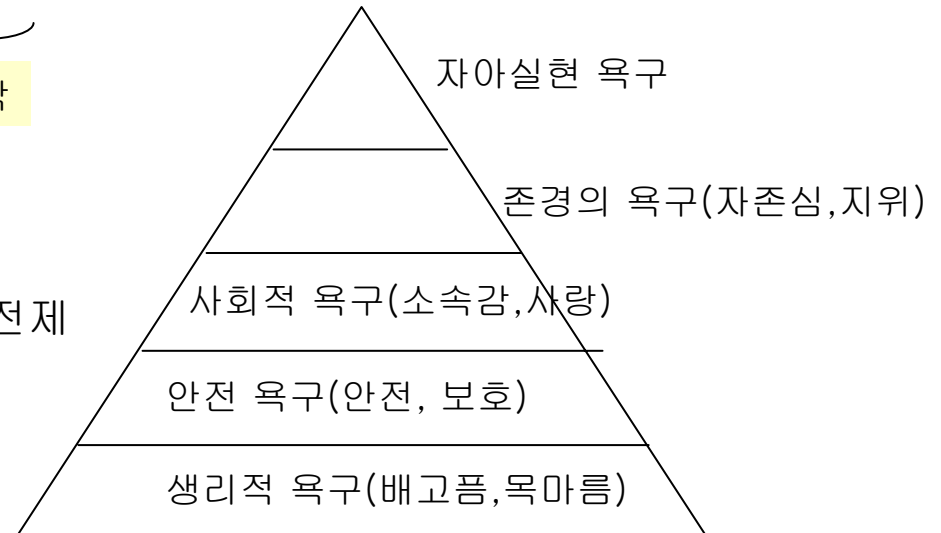 자아실현 욕구
존경의 욕구(자존심,지위)
사회적 욕구(소속감,사랑)
전제
안전 욕구(안전, 보호)
생리적 욕구(배고픔,목마름)